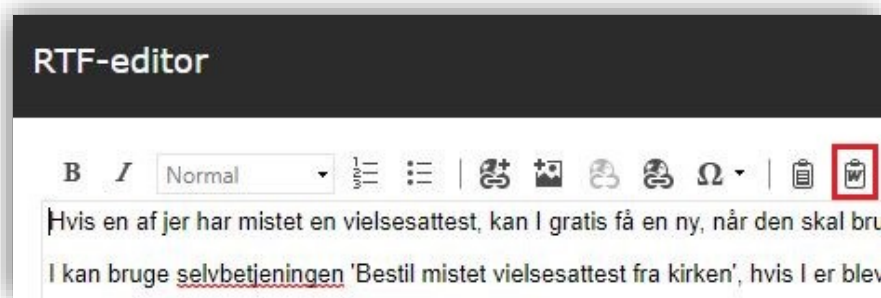 RTF-editor
B I Normal Ω W
Hvis en af jer har mistet en vielsesattest, kan I gratis få en ny, når den skal bru
I kan bruge selvbetjeningen 'Bestil mistet vielsesattest fra kirken', hvis I er blev